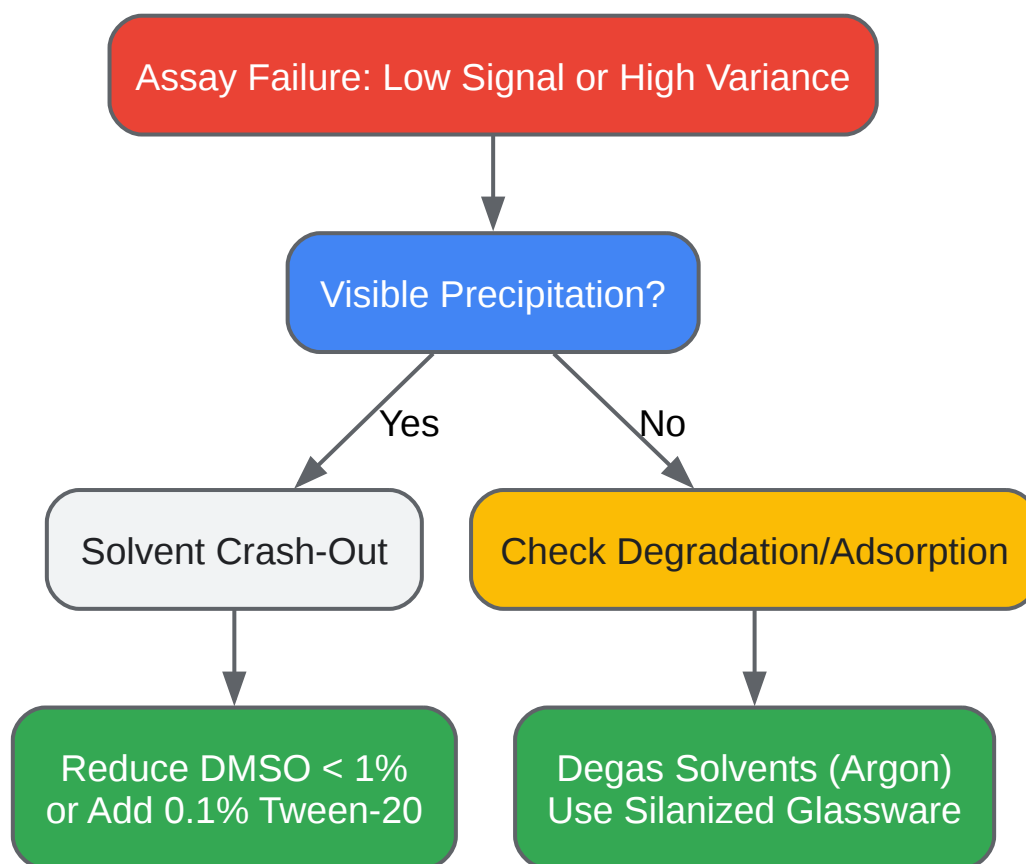 Assay Failure: Low Signal or High Variance
Visible Precipitation?
Yes
No
Solvent Crash-Out
Check Degradation/Adsorption
Reduce DMSO < 1%
or Add 0.1% Tween-20
Degas Solvents (Argon)
Use Silanized Glassware